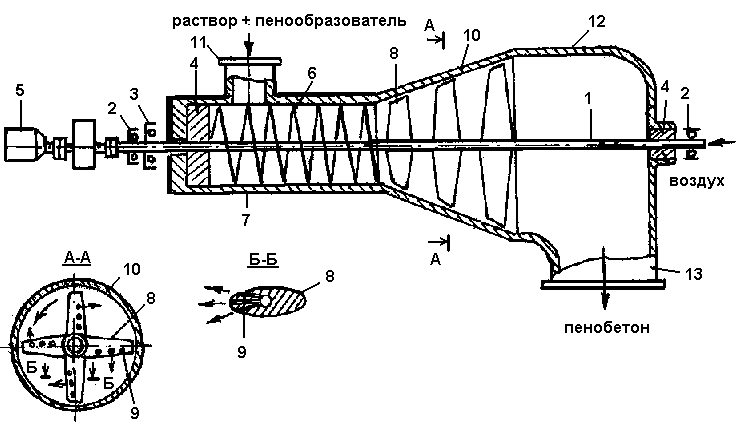 раствор + пенообразователь
А
12
11
10
8
4
6
3
5
2
1
4
2
воздух
7
А
13
А-А
10
Б-Б
8
8
пенобетон
Б
Б
9
9